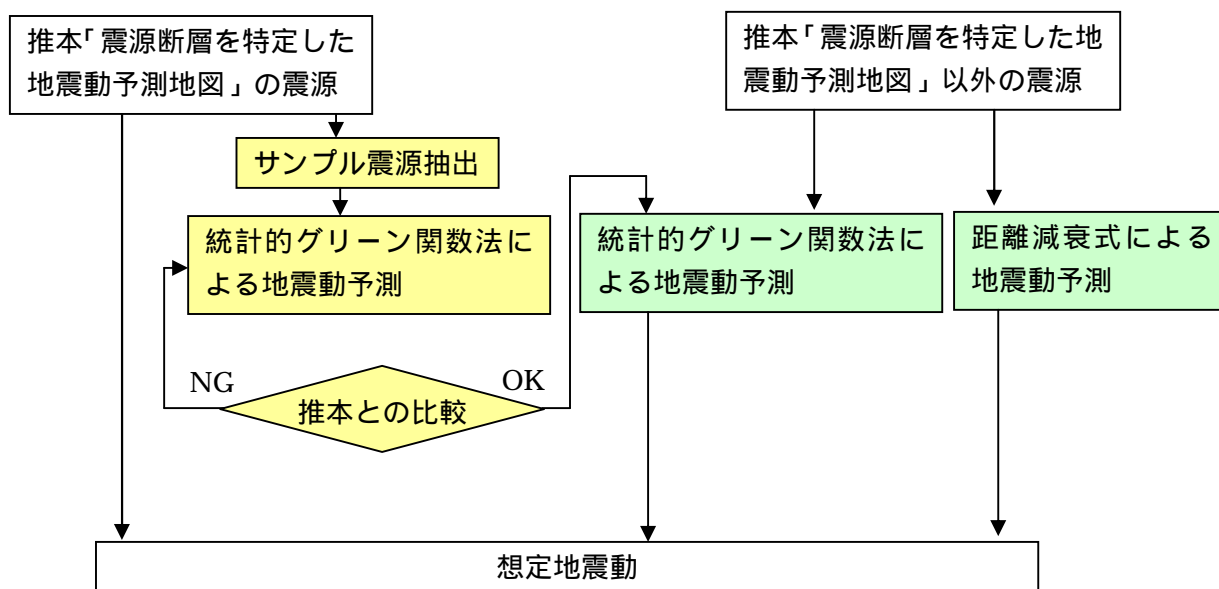 推本「震源断層を特定した
地震動予測地図」の震源
推本「震源断層を特定した地
震動予測地図」以外の震源
サンプル震源抽出
統計的グリーン関数法に
よる地震動予測
統計的グリーン関数法に
よる地震動予測
距離減衰式による
地震動予測
NG
OK
推本との比較
想定地震動